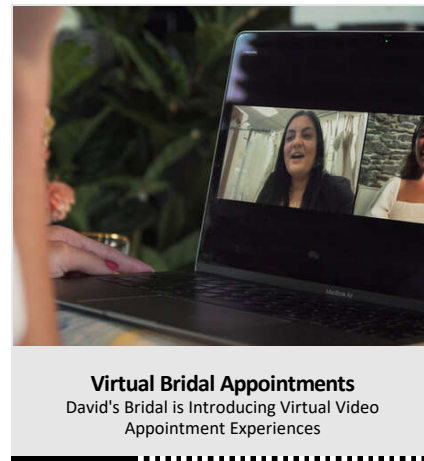 Virtual Bridal Appointments
David's Bridal is Introducing Virtual Video
Appointment Experiences